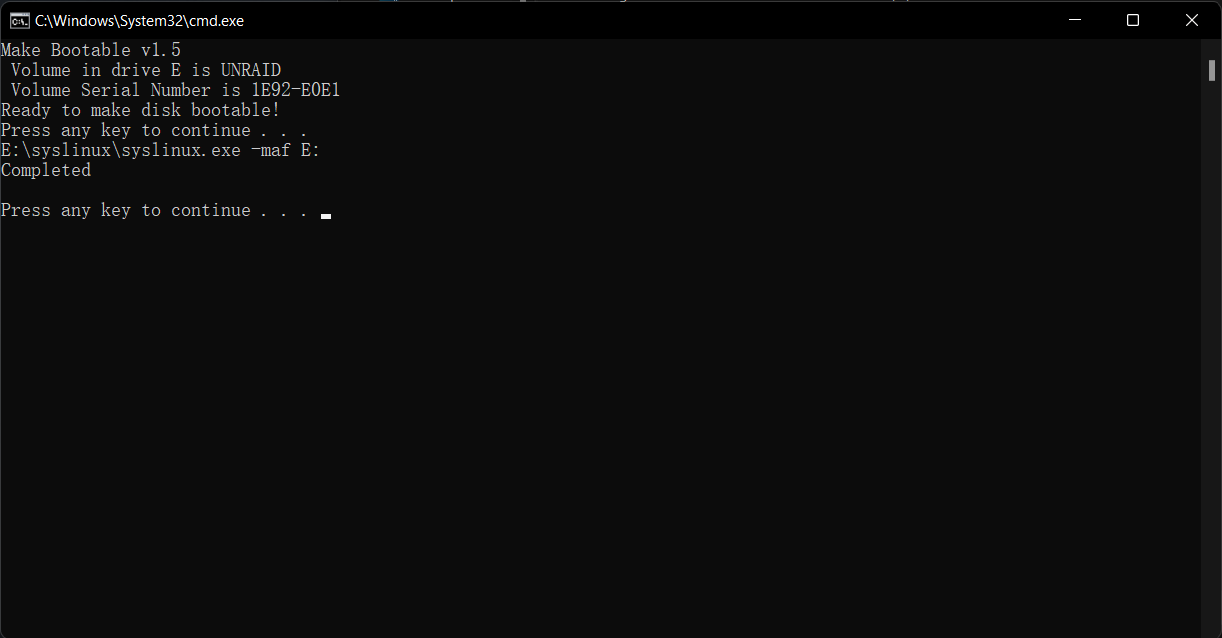 C:\Windows\System32\cmd.exe
Make Bootable v1.5
 Volume in drive E is UNRAID
 Volume Serial Number is 1E92-E0E1
Ready to make disk bootable!
Press any key to continue . . .
E:\syslinux\syslinux.exe -maf E:
Completed
Press any key to continue . . .